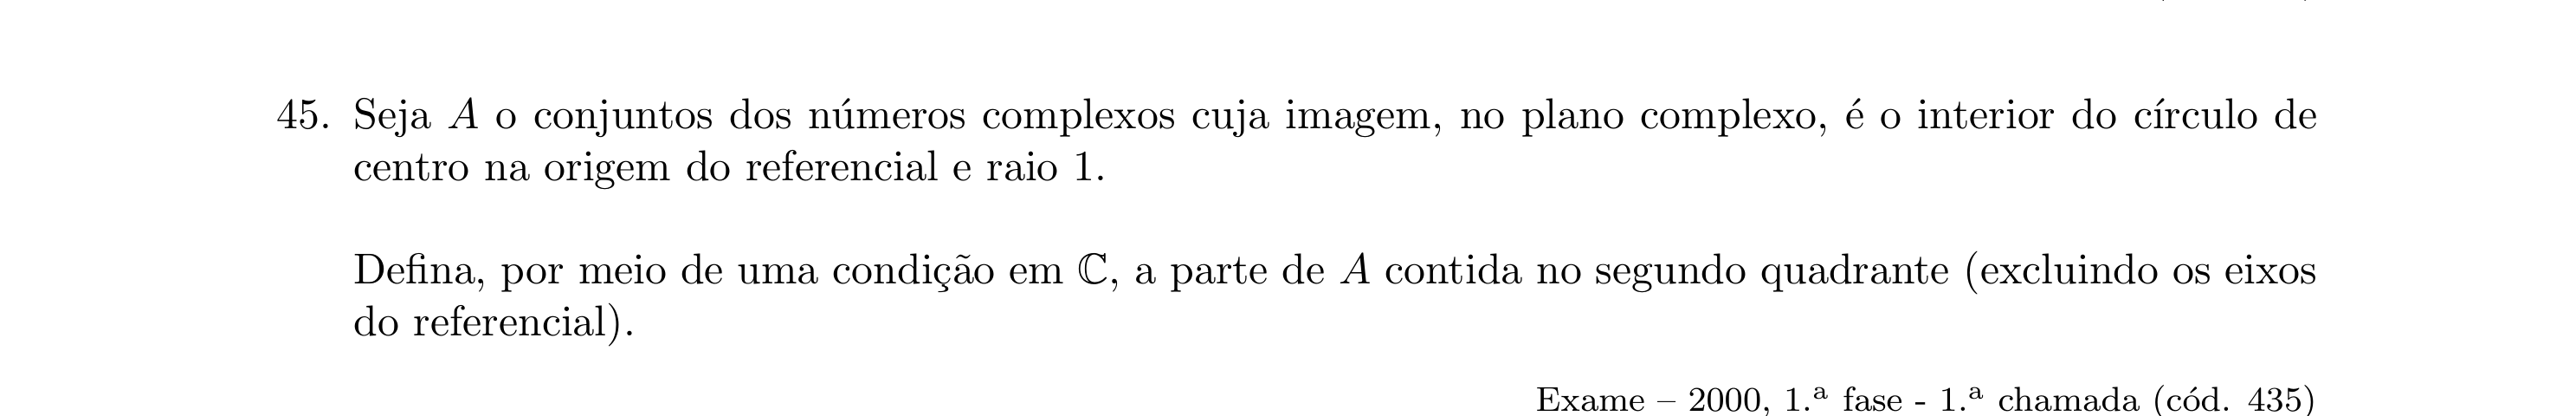 45. Seja A o conjuntos dos números complexos cuja imagem, no plano complexo, é o interior do círculo de
centro na origem do referencial e raio 1.
Defina, por meio de uma condição em ℂ, a parte de A contida no segundo quadrante (excluindo os eixos
do referencial).
Exame – 2000, 1.ª fase - 1.ª chamada (cód. 435)